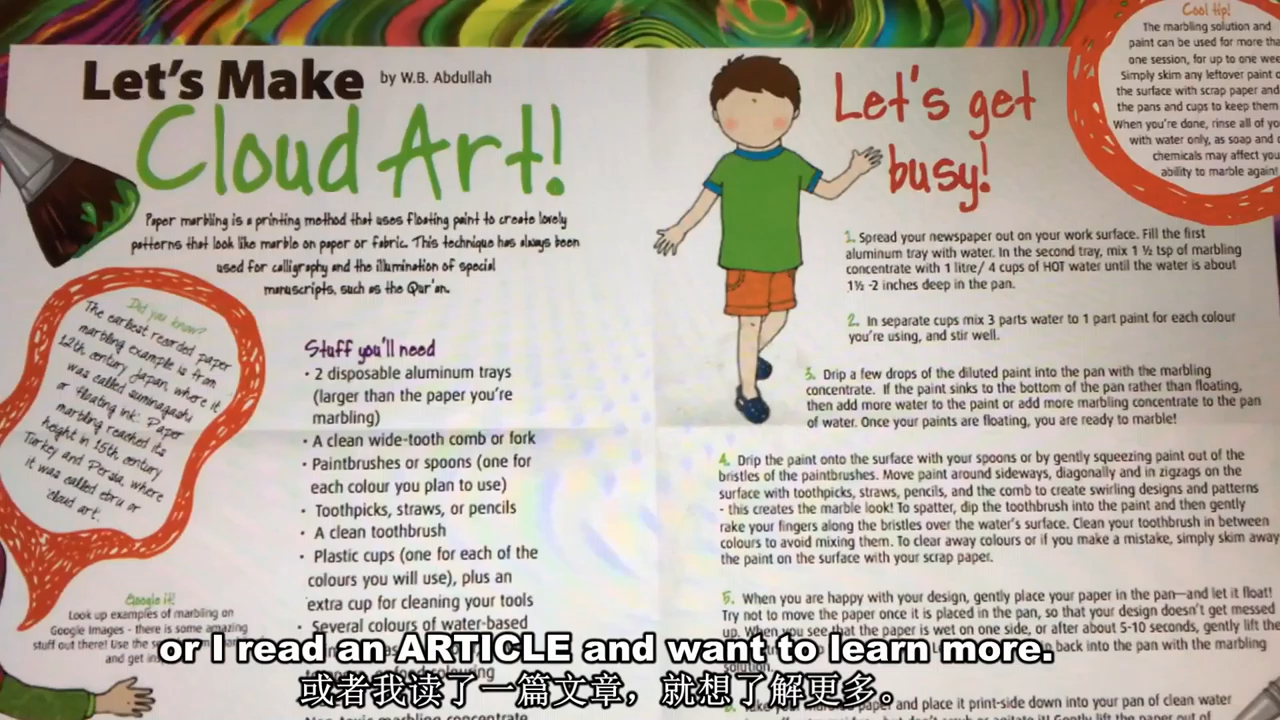 Let's Make by W.B. Abdullah
Cloud Art!
Paper marbling is a printing method that uses floating paint to create lovely
patterns that look like marble on paper or fabric. This technique has always been
used for calligraphy and the illumination of special
manuscripts, such as the Qur'an.
Did you know?
The earliest recorded paper
marbling example is from
12th century Japan, where it
was called suminagashi
or floating ink. Paper
marbling reached its
height in 15th century
Turkey and Persia, where
it was called ebru or
cloud art.
Google it!
Look up examples of marbling on
Google Images - there is some amazing
stuff out there! Use the
and get
Stuff you'll need
• 2 disposable aluminum trays
(larger than the paper you're
marbling)
• A clean wide-tooth comb or fork
• Paintbrushes or spoons (one for
each colour you plan to use)
• Toothpicks, straws, or pencils
• A clean toothbrush
• Plastic cups (one for each of the
colours you will use), plus an
extra cup for cleaning your tools
• Several colours of water-based
colouring
marbling concentrate
Let's get
busy!
Cool tip!
The marbling solution and
paint can be used for more
one session, for up to one
Simply skim any leftover paint
the surface with scrap paper and
the pans and cups to keep them
When you're done, rinse all of
with water only, as soap and
chemicals may affect
ability to marble again!
1. Spread your newspaper out on your work surface. Fill the first
aluminum tray with water. In the second tray, mix 1 ½ tsp of marbling
concentrate with 1 litre/ 4 cups of HOT water until the water is about
1½ -2 inches deep in the pan.
2. In separate cups mix 3 parts water to 1 part paint for each colour
you're using, and stir well.
3. Drip a few drops of the diluted paint into the pan with the marbling
concentrate. If the paint sinks to the bottom of the pan rather than floating,
then add more water to the paint or add more marbling concentrate to the pan
of water. Once your paints are floating, you are ready to marble!
4. Drip the paint onto the surface with your spoons or by gently squeezing paint out of the
bristles of the paintbrushes. Move paint around sideways, diagonally and in zigzags on the
surface with toothpicks, straws, pencils, and the comb to create swirling designs and patterns
- this creates the marble look! To spatter, dip the toothbrush into the paint and then gently
rake your fingers along the bristles over the water's surface. Clean your toothbrush in between
colours to avoid mixing them. To clear away colours or if you make a mistake, simply skim away
the paint on the surface with your scrap paper.
5. When you are happy with your design, gently place your paper in the pan—and let it float!
Try not to move the paper once it is placed in the pan, so that your design doesn't get messed
up. When you see that the paper is wet on one side, or after about 5-10 seconds, gently lift the
back into the pan with the marbling
solution.
paper and place it print-side down into your pan of clean water
or I read an ARTICLE and want to learn more.
或者我读了一篇文章，就想了解更多。